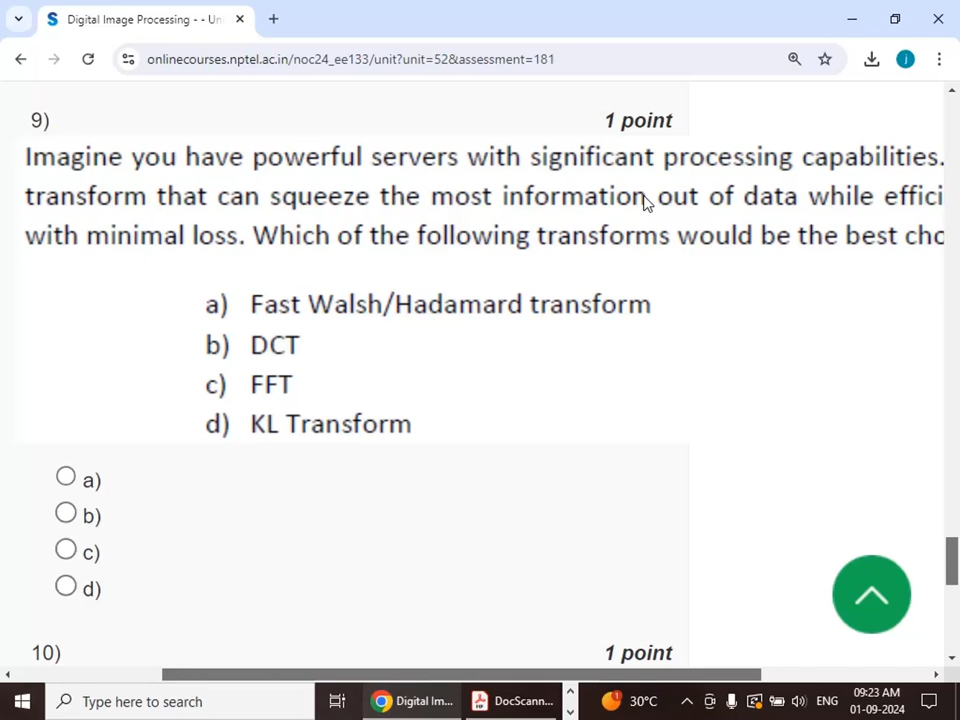 Digital Image Processing - - Un
onlinecourses.nptel.ac.in/noc24_ee133/unit?unit=52&assessment=181
i
9)
1 point
Imagine you have powerful servers with significant processing capabilities.
transform that can squeeze the most information out of data while effici
with minimal loss. Which of the following transforms would be the best cho
a) Fast Walsh/Hadamard transform
b) DCT
c) FFT
d) KL Transform
a)
b)
c)
d)
10)
1 point
Type here to search
Digital Im...
DocScann...
1
30°C
ENG
09:23 AM
01-09-2024